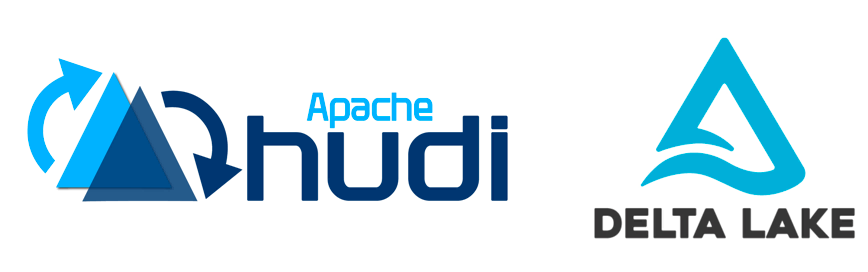 Apache
hudi
DELTA LAKE